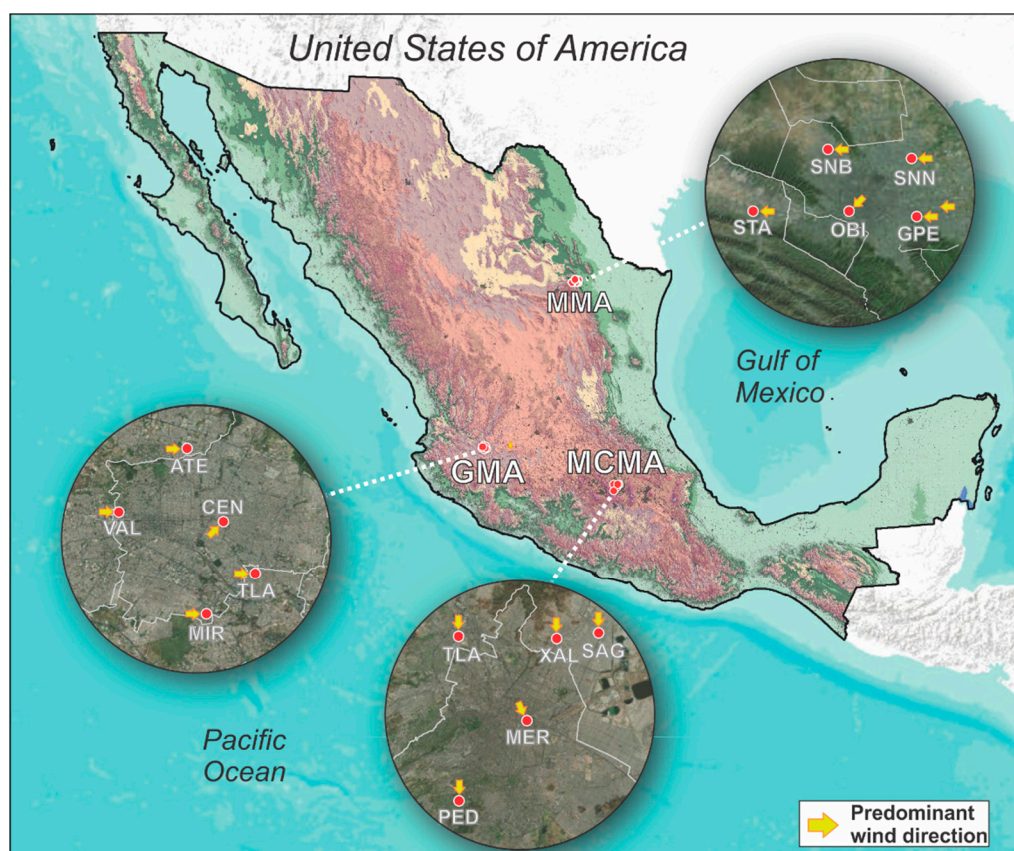 United States of America
SNB
SNN
STA
OBI
GPE
MMA
Gulf of
Mexico
ATE
GMA
MCMA
VAL
CEN
TLA
MIR
TLA
XAL
SAG
MER
Pacific
Ocean
PED
Predominant
wind direction